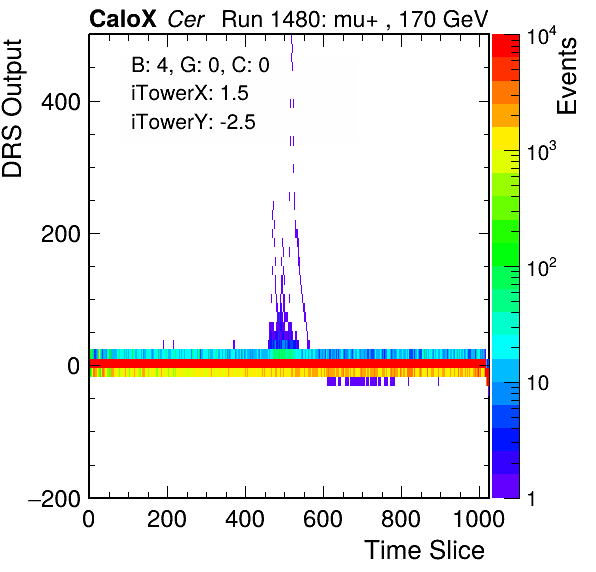 CaloX Cer Run 1480: mu+ , 170 GeV
B: 4, G: 0, C: 0
iTowerX: 1.5
iTowerY: -2.5
DRS Output
400
200
0
−200
0 200 400 600 800 1000
Time Slice
Events
10^4
10^3
10^2
10
1